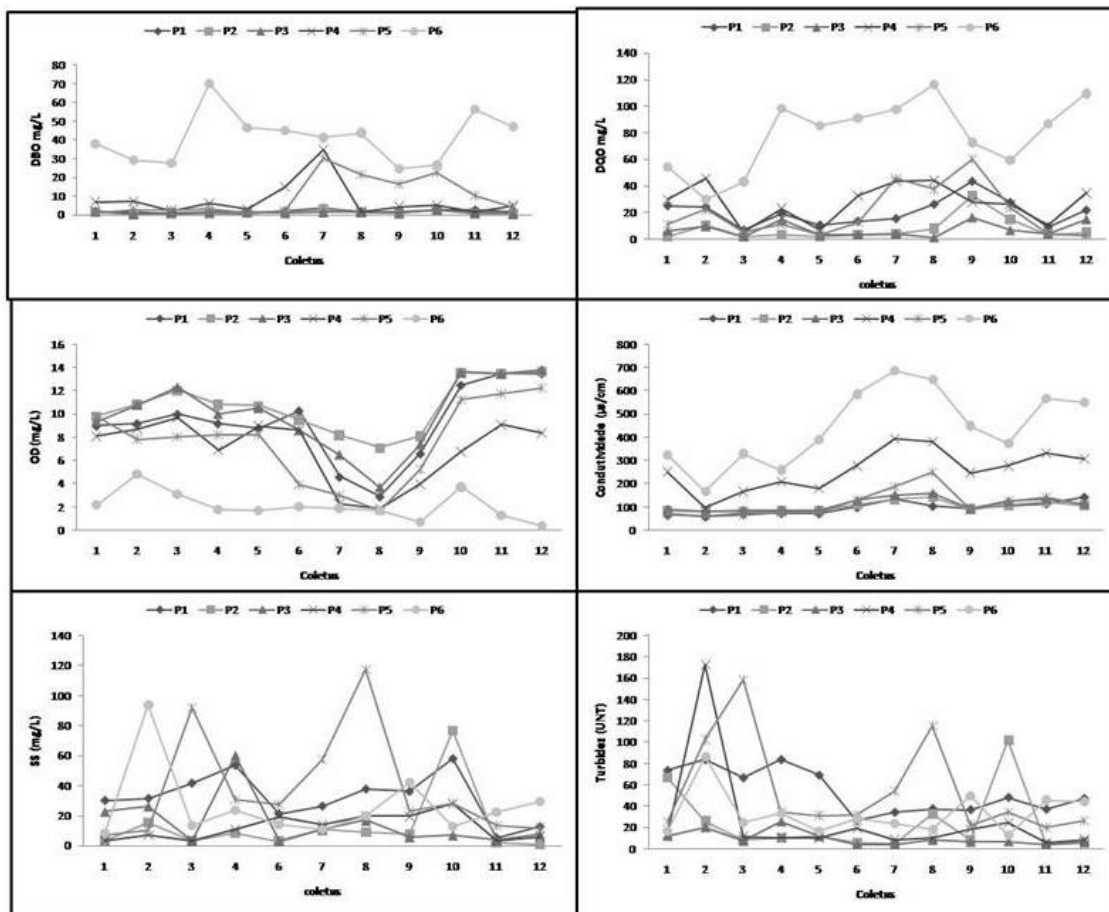 P1 P2 P3 P4 P5 P6
DBO mg/L
80
70
60
50
40
30
20
10
0
1 2 3 4 5 6 7 8 9 10 11 12
Coletas
P1 P2 P3 P4 P5 P6
DQO mg/L
140
120
100
80
60
40
20
0
1 2 3 4 5 6 7 8 9 10 11 12
coletas
P1 P2 P3 P4 P5 P6
OD (mg/L)
16
14
12
10
8
6
4
2
0
1 2 3 4 5 6 7 8 9 10 11 12
Coletas
P1 P2 P3 P4 P5 P6
Condutividade (µs/cm)
800
700
600
500
400
300
200
100
0
1 2 3 4 5 6 7 8 9 10 11 12
Coletas
P1 P2 P3 P4 P5 P6
SS (mg/L)
140
120
100
80
60
40
20
0
1 2 3 4 5 6 7 8 9 10 11 12
coletas
P1 P2 P3 P4 P5 P6
Turbidez (UNT)
200
180
160
140
120
100
80
60
40
20
0
1 2 3 4 5 6 7 8 9 10 11 12
Coletas